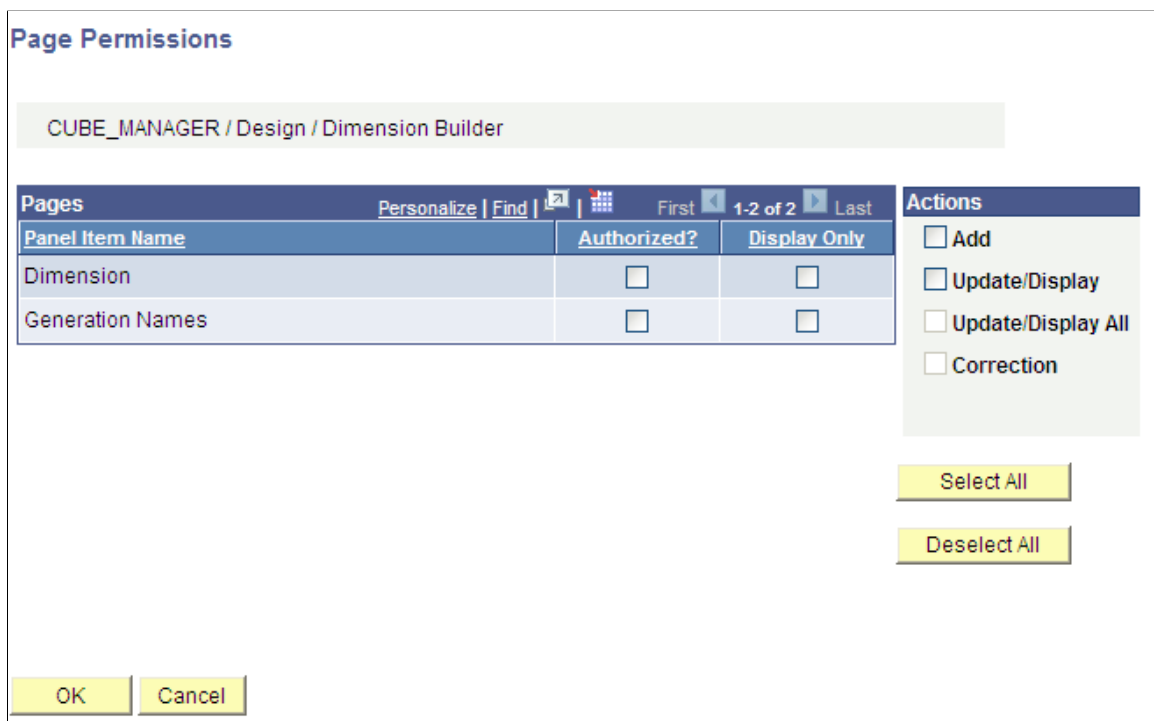 Page Permissions
CUBE_MANAGER / Design / Dimension Builder
Pages Personalize | Find | | First 1-2 of 2 Last
Panel Item Name Authorized? Display Only
Dimension
Generation Names
Actions
Add
Update/Display
Update/Display All
Correction
Select All
Deselect All
OK Cancel